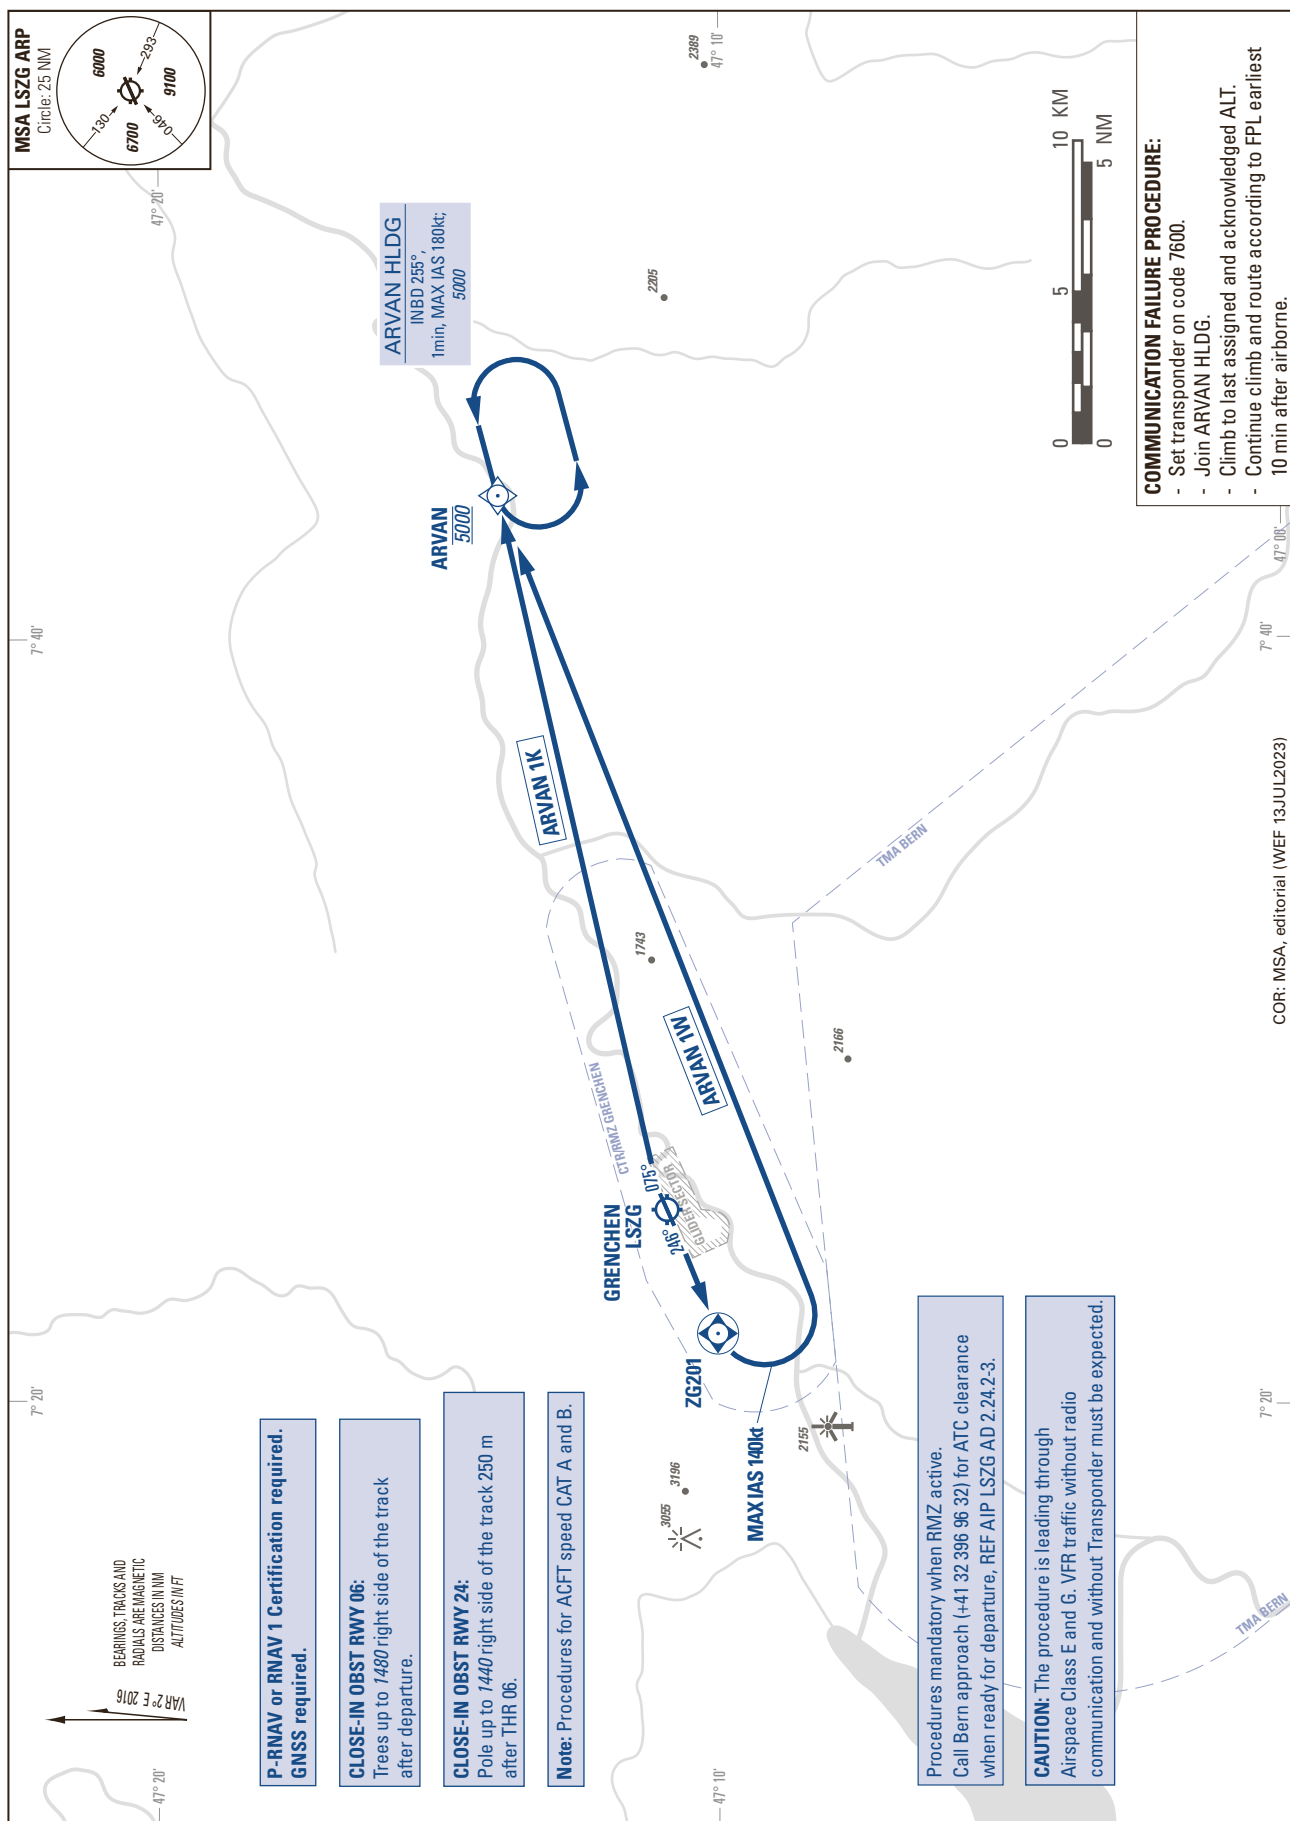 BEARINGS, TRACKS AND
RADIALS ARE MAGNETIC
DISTANCES IN NM
ALTITUDES IN FT
VAR 2° E 2016
P-RNAV or RNAV 1 Certification required.
GNSS required.
CLOSE-IN OBST RWY 06:
Trees up to 1480 right side of the track
after departure.
CLOSE-IN OBST RWY 24:
Pole up to 1440 right side of the track 250 m
after THR 06.
Note: Procedures for ACFT speed CAT A and B.
MSA LSZG ARP
Circle: 25 NM
130
6000
293
6700
9100
046
7° 20'
7° 40'
47° 20'
47° 20'
ARVAN HLDG
INBD 255°,
1min, MAX IAS 180kt;
5000
ARVAN
5000
ARVAN 1K
CTR/RMZ GRENCHEN
GRENCHEN
LSZG
075°
246°
GLIDER SECTOR
ZG201
3055
3196
MAX IAS 140kt
1743
2205
2389
ARVAN 1W
47° 10'
47° 10'
2155
2166
TMA BERN
Procedures mandatory when RMZ active.
Call Bern approach (+41 32 396 96 32) for ATC clearance
when ready for departure, REF AIP LSZG AD 2.24.2-3.
CAUTION: The procedure is leading through
Airspace Class E and G. VFR traffic without radio
communication and without Transponder must be expected.
0 5 10 KM
0 5 NM
COMMUNICATION FAILURE PROCEDURE:
- Set transponder on code 7600.
- Join ARVAN HLDG.
- Climb to last assigned and acknowledged ALT.
- Continue climb and route according to FPL earliest
10 min after airborne.
TMA BERN
7° 20'
7° 40'
47° 00'
COR: MSA, editorial (WEF 13JUL2023)